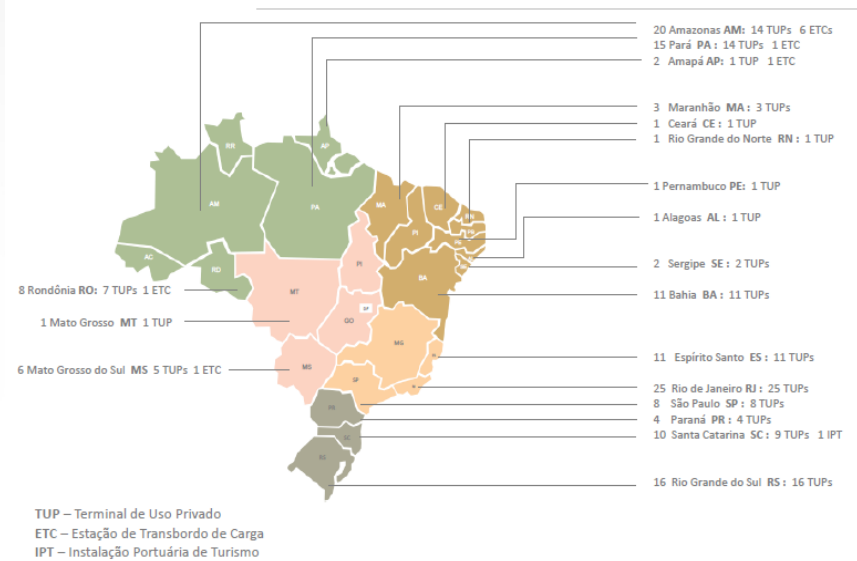 20 Amazonas AM: 14 TUPs 6 ETCs
15 Pará PA : 14 TUPs 1 ETC
2 Amapá AP: 1 TUP 1 ETC
3 Maranhão MA : 3 TUPs
1 Ceará CE : 1 TUP
1 Rio Grande do Norte RN : 1 TUP
1 Pernambuco PE: 1 TUP
1 Alagoas AL : 1 TUP
2 Sergipe SE : 2 TUPs
11 Bahia BA : 11 TUPs
11 Espírito Santo ES : 11 TUPs
25 Rio de Janeiro RJ : 25 TUPs
8 São Paulo SP : 8 TUPs
4 Paraná PR : 4 TUPs
10 Santa Catarina SC : 9 TUPs 1 IPT
16 Rio Grande do Sul RS : 16 TUPs
8 Rondônia RO: 7 TUPs 1 ETC
1 Mato Grosso MT 1 TUP
6 Mato Grosso do Sul MS 5 TUPs 1 ETC
RR
AP
AM
PA
MA
CE
RN
PI
AC
RO
PI
BA
MT
GO
MG
MS
SP
TUP – Terminal de Uso Privado
ETC – Estação de Transbordo de Carga
IPT – Instalação Portuária de Turismo